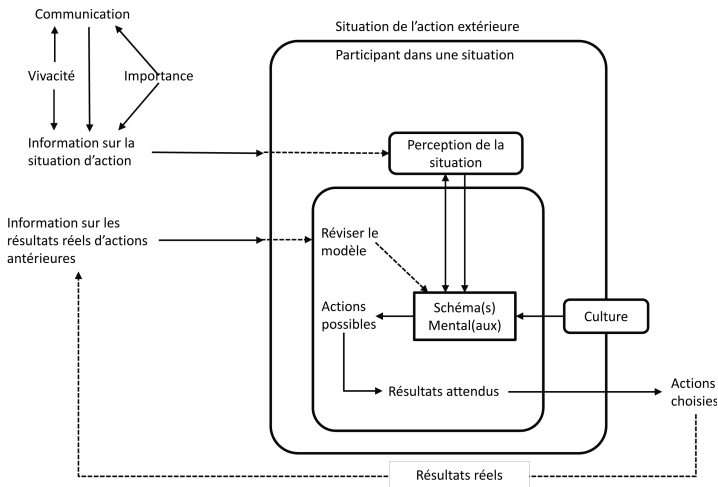 Communication
Situation de l’action extérieure
Participant dans une situation
Vivacité
Importance
Information sur la
situation d’action
Perception de la
situation
Information sur les
résultats réels d’actions
antérieures
Réviser le
modèle
Actions
possibles
Schéma(s)
Mental(aux)
Culture
Résultats attendus
Actions
choisies
Résultats réels